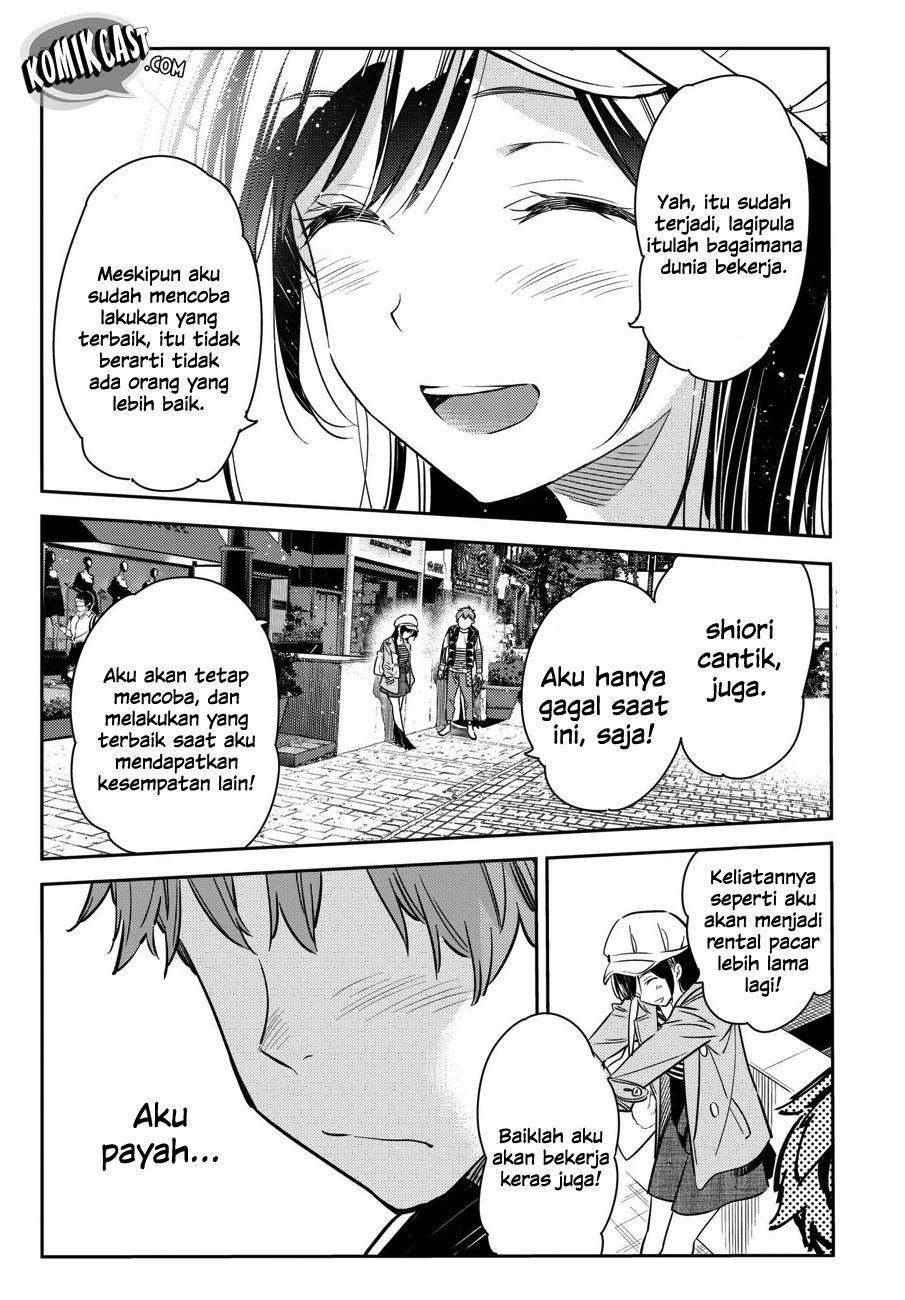 KOMIKCAST
.COM
Yah, itu sudah
terjadi, lagipula
itulah bagaimana
dunia bekerja.
Meskipun aku
sudah mencoba
lakukan yang
terbaik, itu tidak
berarti tidak
ada orang yang
lebih baik.
shiori
cantik,
juga.
Aku hanya
gagal saat
ini, saja!
Aku akan tetap
mencoba, dan
melakukan yang
terbaik saat aku
mendapatkan
kesempatan lain!
Keliatannya
seperti aku
akan menjadi
rental pacar
lebih lama
lagi!
Baiklah aku
akan bekerja
keras juga!
Aku
payah...